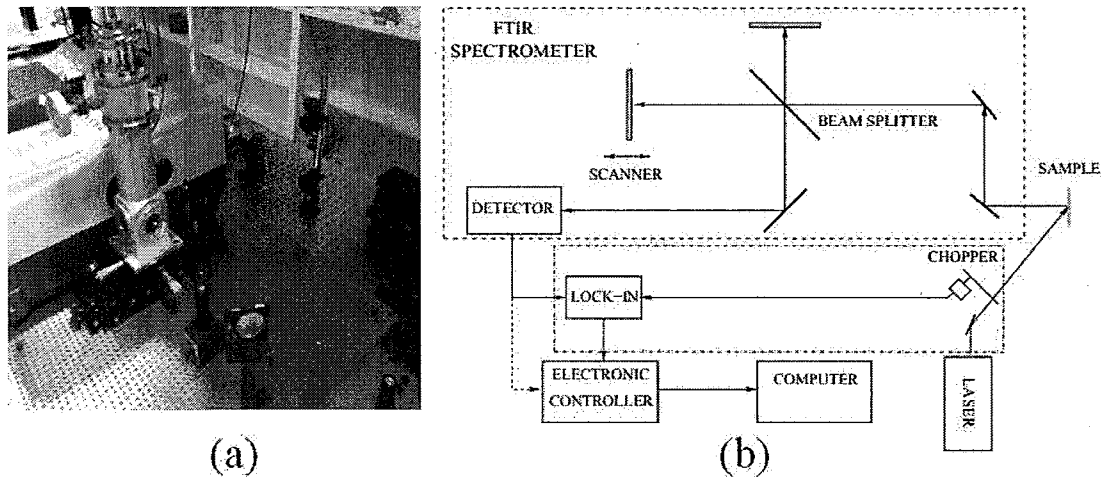 FTIR
SPECTROMETER
BEAM SPLITTER
SCANNER
SAMPLE
DETECTOR
CHOPPER
LOCK-IN
ELECTRONIC
CONTROLLER
COMPUTER
LASER
(a)
(b)